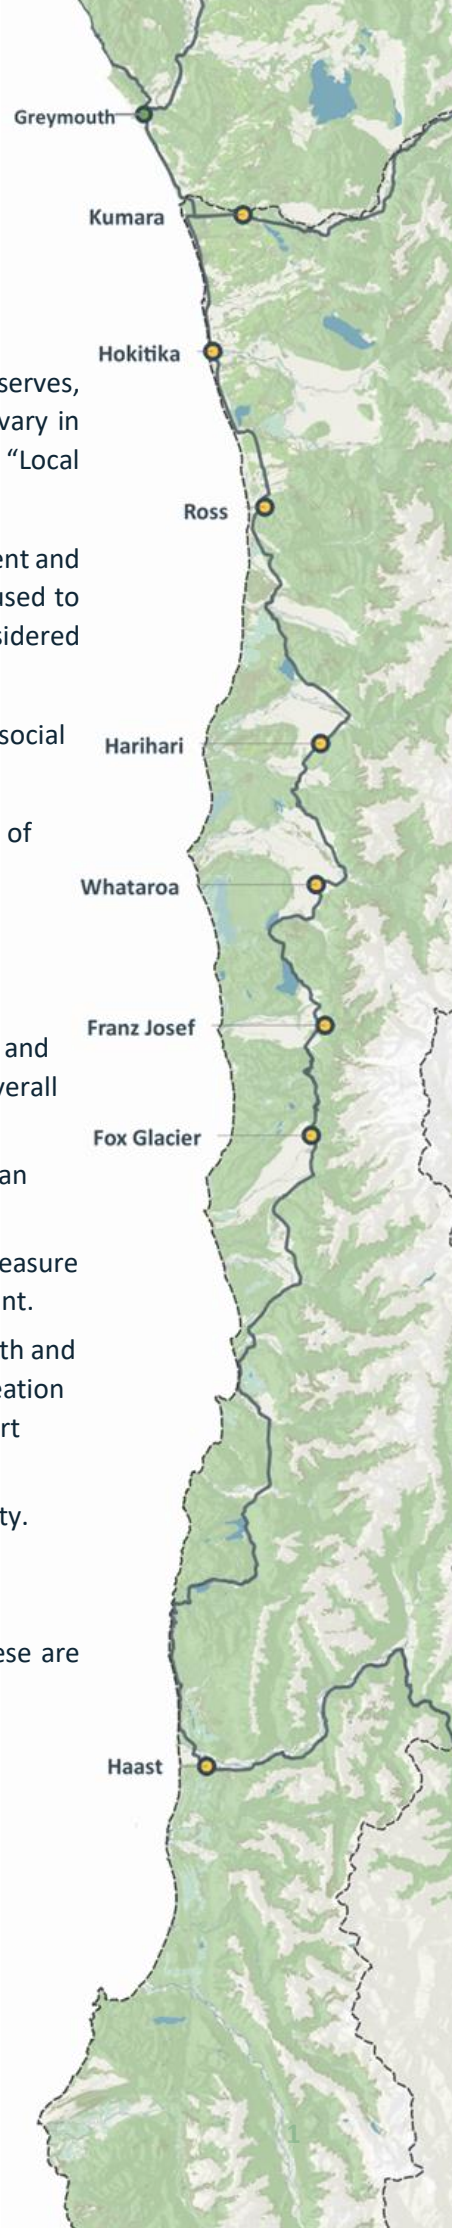 Greymouth
Kumara
Hokitika
serves,
vary in
“Local
Ross
ent and
used to
sidered
social
Harihari
of
Whataroa
Franz Josef
and
verall
Fox Glacier
an
easure
nt.
th and
eation
rt
ty.
ese are
Haast
1